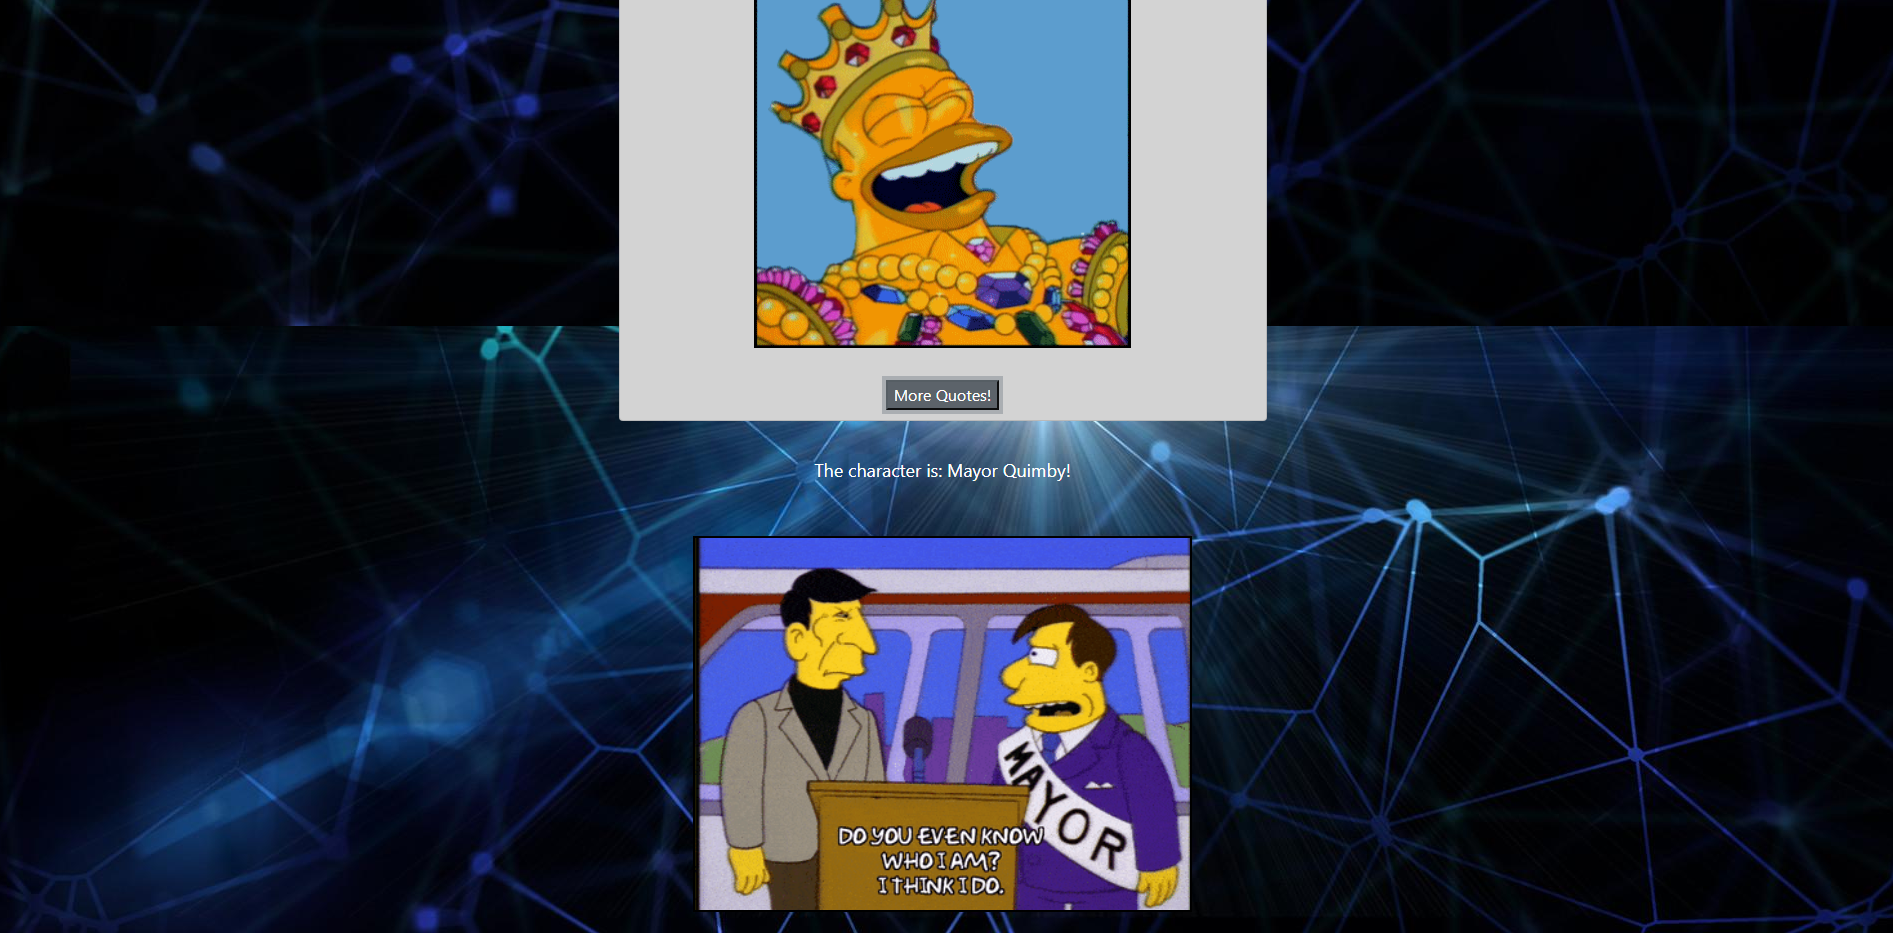 More Quotes!
The character is: Mayor Quimby!
MAYOR
DO YOU EVEN KNOW
WHO I AM?
I THINK I DO.